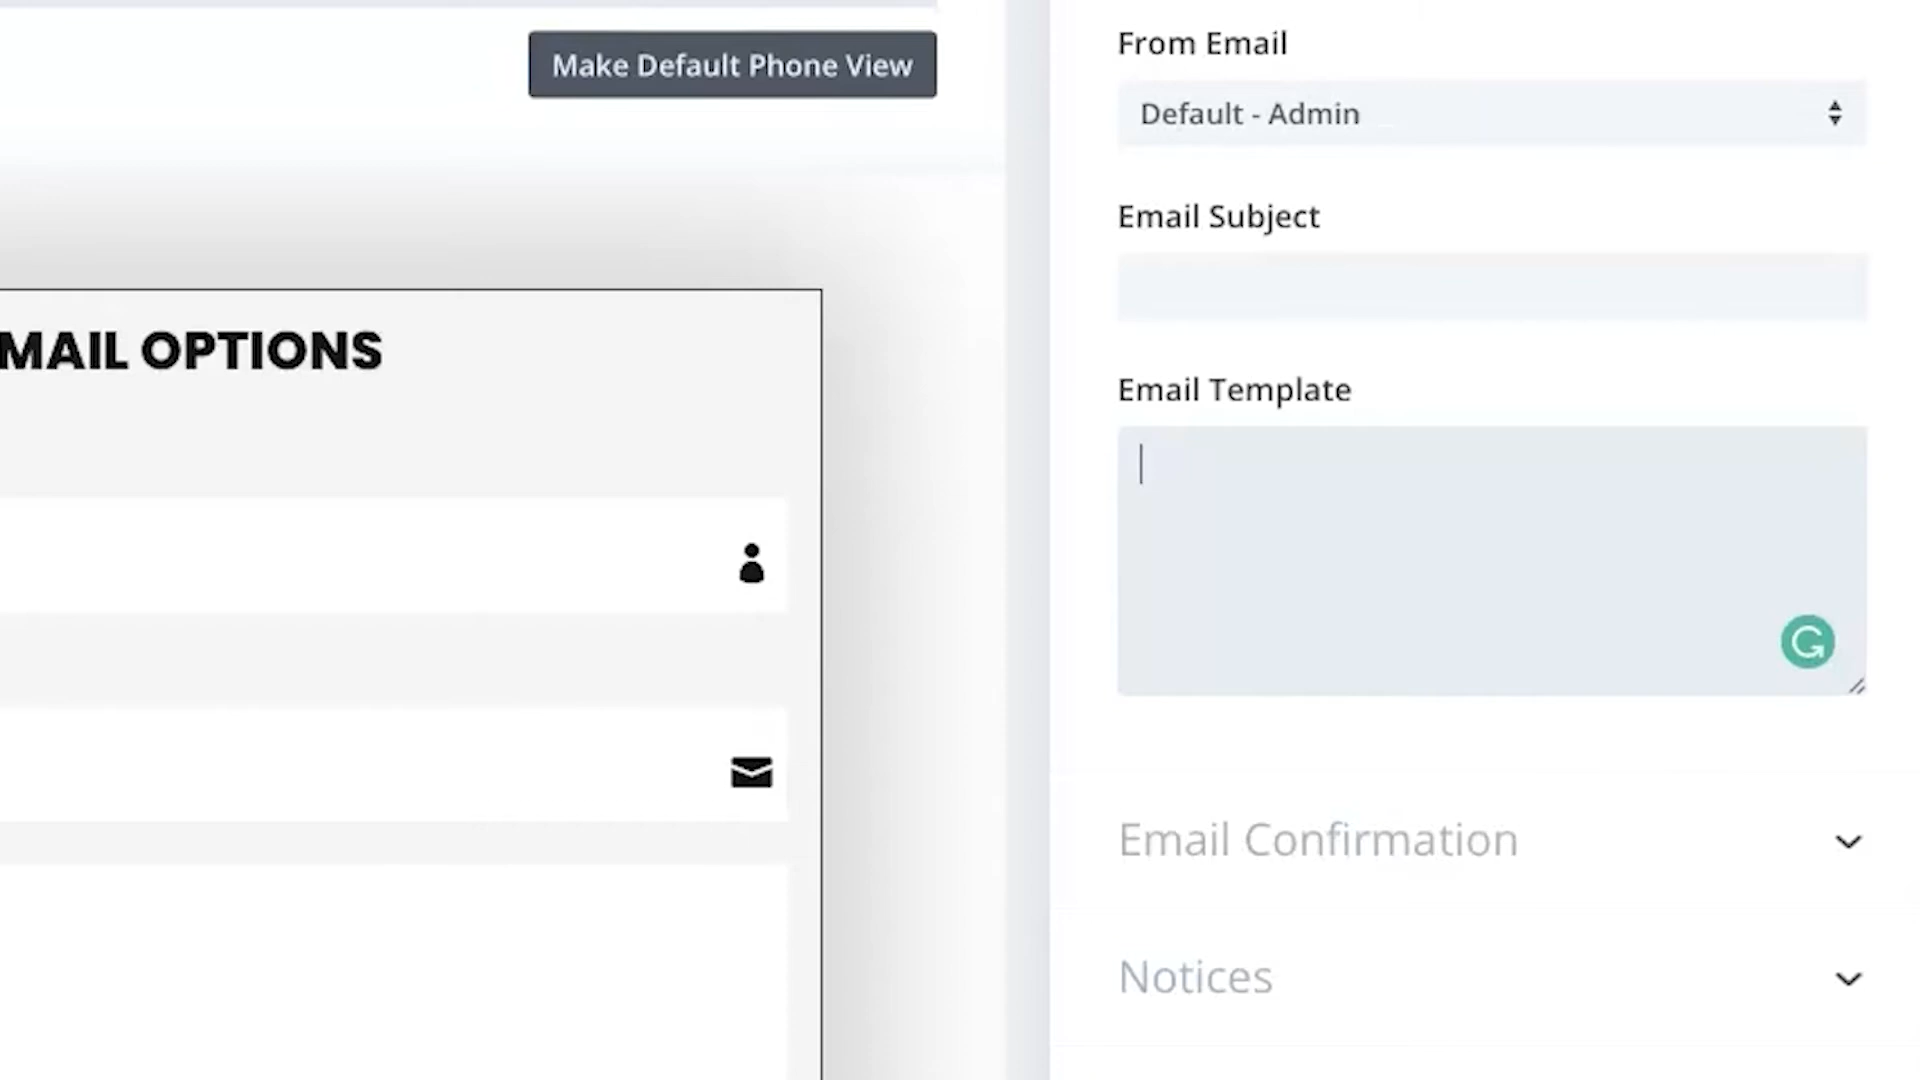 Make Default Phone View
MAIL OPTIONS
From Email
Default - Admin
Email Subject
Email Template
Email Confirmation
Notices